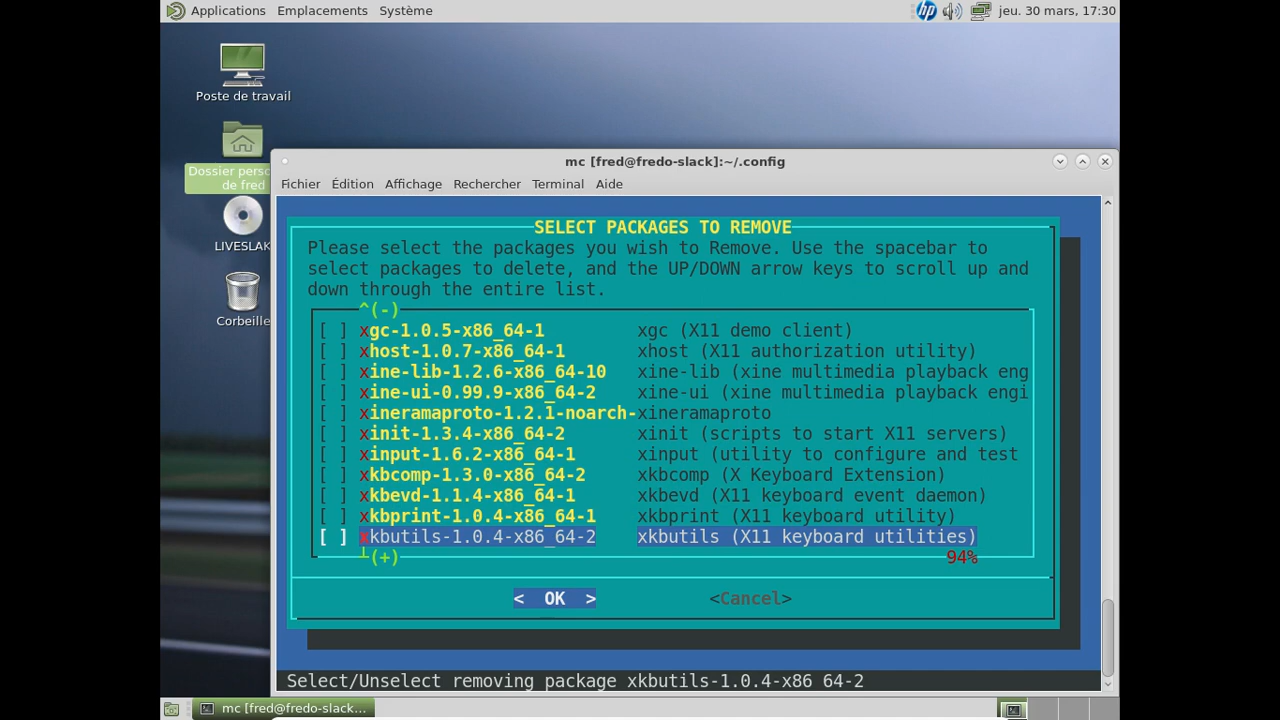 Applications Emplacements Système
hp
jeu. 30 mars, 17:30
Poste de travail
Dossier pers
de fred
LIVESLAK
Corbeille
mc [fred@fredo-slack]:~/.config
Fichier Édition Affichage Rechercher Terminal Aide
SELECT PACKAGES TO REMOVE
Please select the packages you wish to Remove. Use the spacebar to
select packages to delete, and the UP/DOWN arrow keys to scroll up and
down through the entire list.
^(-)
[ ] xgc-1.0.5-x86_64-1 xgc (X11 demo client)
[ ] xhost-1.0.7-x86_64-1 xhost (X11 authorization utility)
[ ] xine-lib-1.2.6-x86_64-10 xine-lib (xine multimedia playback eng
[ ] xine-ui-0.99.9-x86_64-2 xine-ui (xine multimedia playback engi
[ ] xineramaproto-1.2.1-noarch-xineramaproto
[ ] xinit-1.3.4-x86_64-2 xinit (scripts to start X11 servers)
[ ] xinput-1.6.2-x86_64-1 xinput (utility to configure and test
[ ] xkbcomp-1.3.0-x86_64-2 xkbcomp (X Keyboard Extension)
[ ] xkbevd-1.1.4-x86_64-1 xkbevd (X11 keyboard event daemon)
[ ] xkbprint-1.0.4-x86_64-1 xkbprint (X11 keyboard utility)
[ ] xkbutils-1.0.4-x86_64-2 xkbutils (X11 keyboard utilities)
(+) 94%
< OK > <Cancel>
Select/Unselect removing package xkbutils-1.0.4-x86 64-2
mc [fred@fredo-slack...